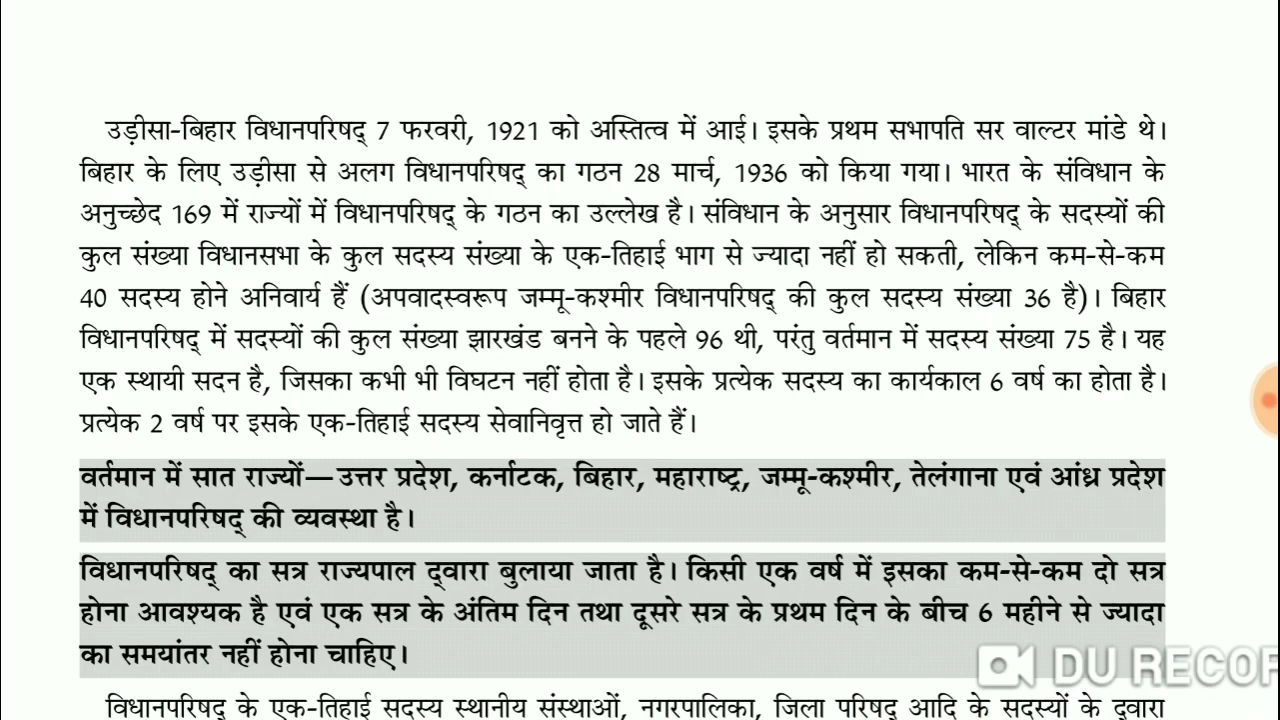 उड़ीसा-बिहार विधानपरिषद् 7 फरवरी, 1921 को अस्तित्व में आई। इसके प्रथम सभापति सर वाल्टर मांडे थे।
बिहार के लिए उड़ीसा से अलग विधानपरिषद् का गठन 28 मार्च, 1936 को किया गया। भारत के संविधान के
अनुच्छेद 169 में राज्यों में विधानपरिषद् के गठन का उल्लेख है। संविधान के अनुसार विधानपरिषद् के सदस्यों की
कुल संख्या विधानसभा के कुल सदस्य संख्या के एक-तिहाई भाग से ज्यादा नहीं हो सकती, लेकिन कम-से-कम
40 सदस्य होने अनिवार्य हैं (अपवादस्वरूप जम्मू-कश्मीर विधानपरिषद् की कुल सदस्य संख्या 36 है)। बिहार
विधानपरिषद् में सदस्यों की कुल संख्या झारखंड बनने के पहले 96 थी, परंतु वर्तमान में सदस्य संख्या 75 है। यह
एक स्थायी सदन है, जिसका कभी भी विघटन नहीं होता है। इसके प्रत्येक सदस्य का कार्यकाल 6 वर्ष का होता है।
प्रत्येक 2 वर्ष पर इसके एक-तिहाई सदस्य सेवानिवृत्त हो जाते हैं।
वर्तमान में सात राज्यों—उत्तर प्रदेश, कर्नाटक, बिहार, महाराष्ट्र, जम्मू-कश्मीर, तेलंगाना एवं आंध्र प्रदेश
में विधानपरिषद् की व्यवस्था है।
विधानपरिषद् का सत्र राज्यपाल द्वारा बुलाया जाता है। किसी एक वर्ष में इसका कम-से-कम दो सत्र
होना आवश्यक है एवं एक सत्र के अंतिम दिन तथा दूसरे सत्र के प्रथम दिन के बीच 6 महीने से ज्यादा
का समयांतर नहीं होना चाहिए।
DU RECOR
विधानपरिषद् के एक-तिहाई सदस्य स्थानीय संस्थाओं, नगरपालिका, जिला परिषद् आदि के सदस्यों के द्वारा